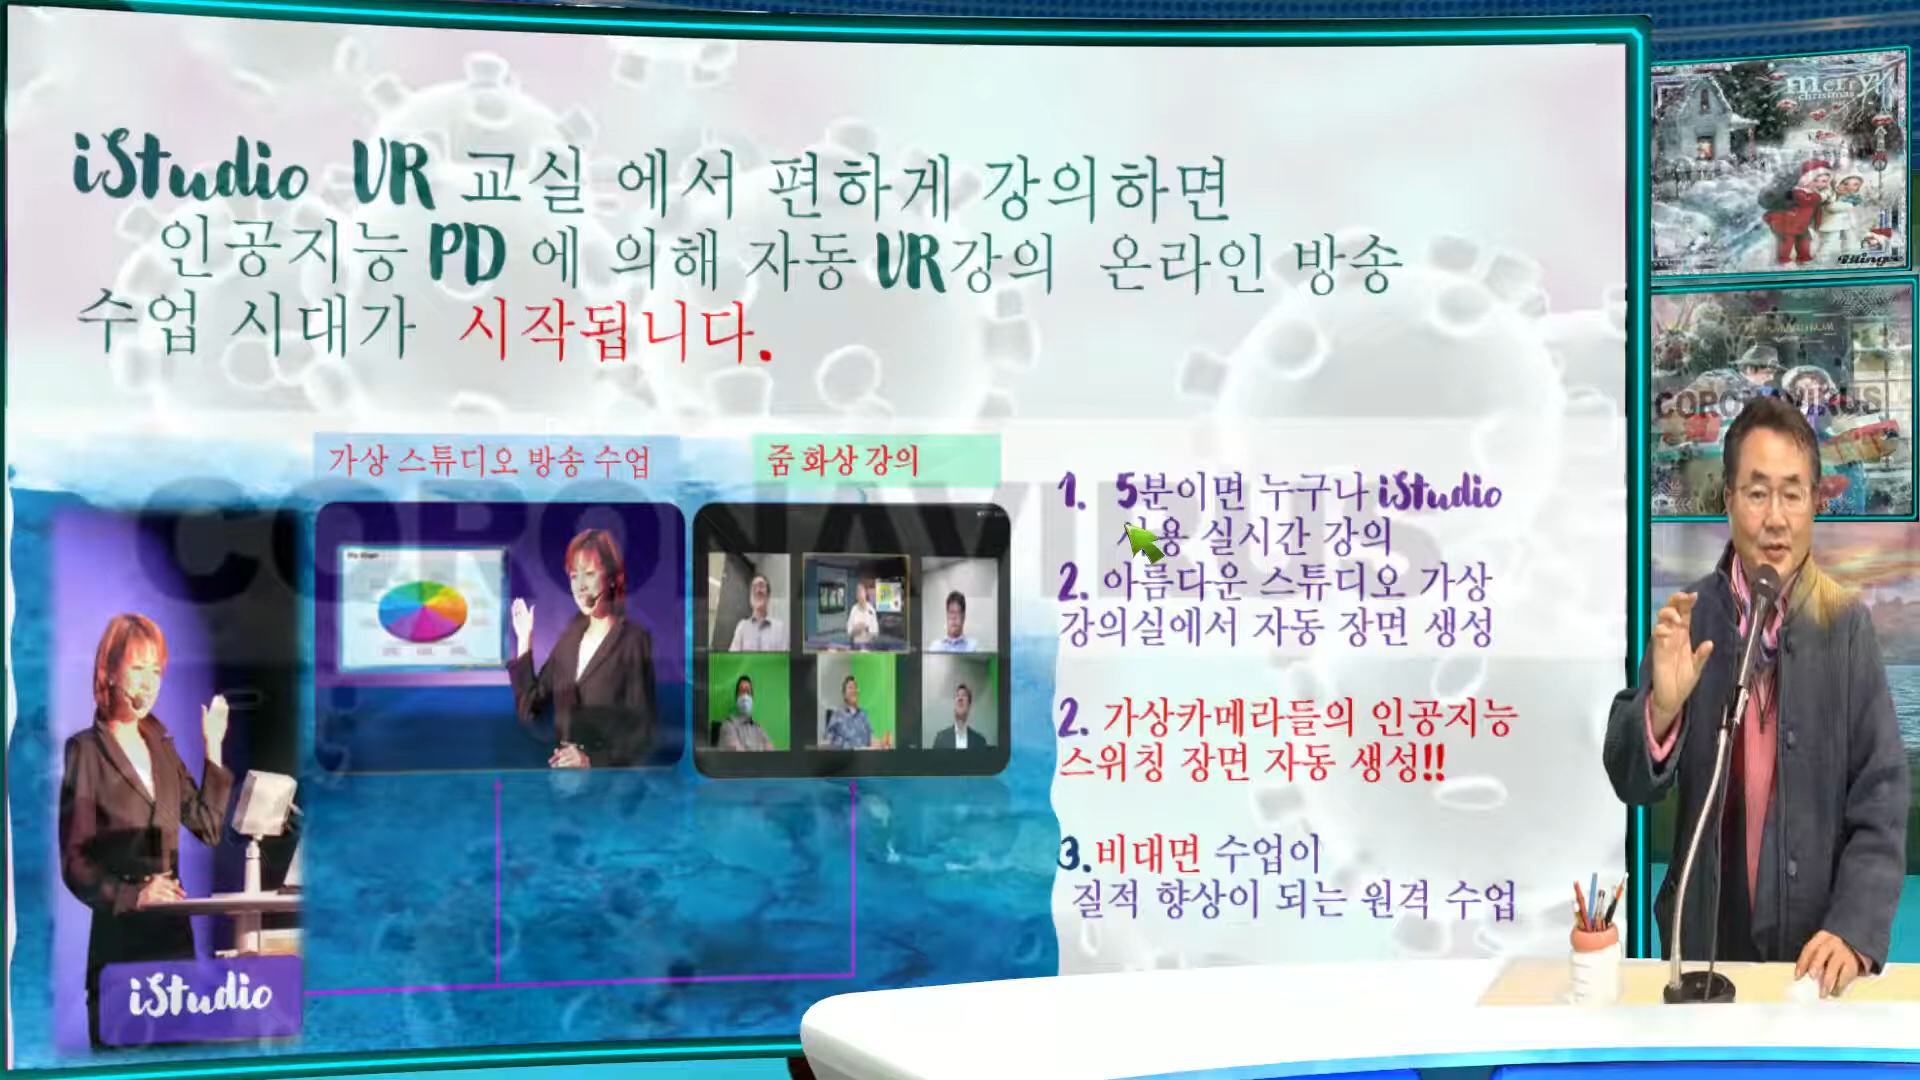 iStudio VR 교실 에서 편하게 강의하면
인공지능 PD 에 의해 자동 VR강의 온라인 방송
수업 시대가 시작됩니다.
가상 스튜디오 방송 수업
줌 화상 강의
CORONAVIRUS
1. 5분이면 누구나 iStudio
사용 실시간 강의
2. 아름다운 스튜디오 가상
강의실에서 자동 장면 생성
2. 가상카메라들의 인공지능
스위칭 장면 자동 생성!!
3.비대면 수업이
질적 향상이 되는 원격 수업
iStudio
merry
christmas
Blingee
CORONAVIRUS